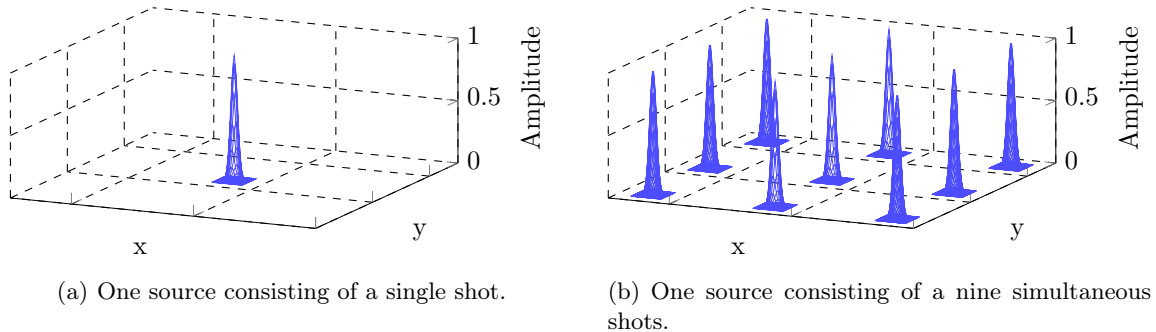 1
0.5
0
Amplitude
x
y
(a) One source consisting of a single shot.
1
0.5
0
Amplitude
x
y
(b) One source consisting of a nine simultaneous
shots.